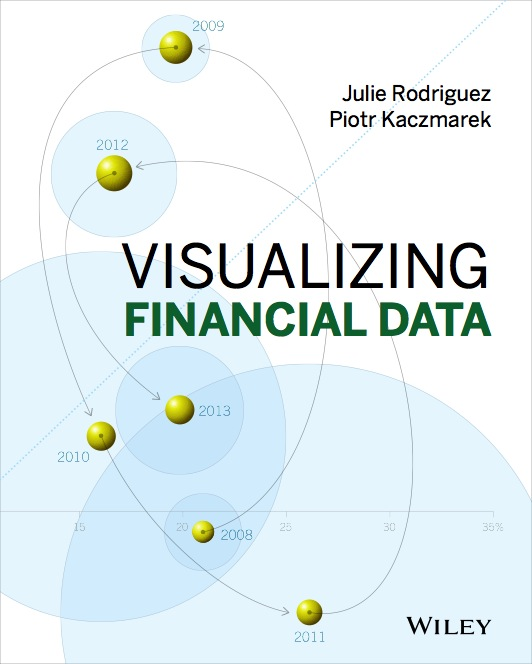 2009
Julie Rodriguez
Piotr Kaczmarek
2012
VISUALIZING
FINANCIAL DATA
2013
2010
15 20 25 30 35%
2008
2011
WILEY